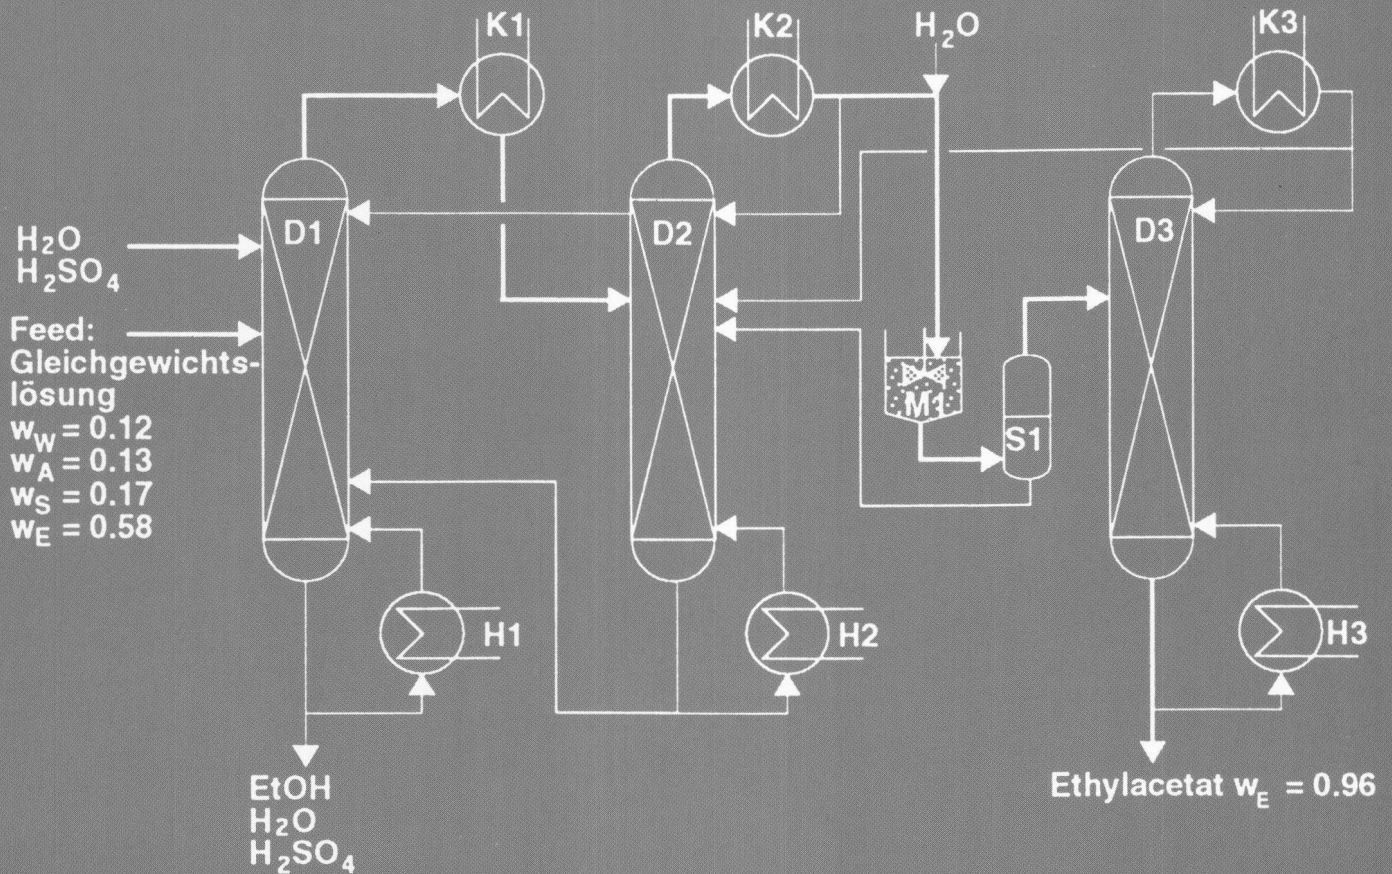 K1
K2
H₂O
K3
D1
D2
D3
H₂O
H₂SO₄
Feed:
Gleichgewichts-
lösung
w_W = 0.12
w_A = 0.13
w_S = 0.17
w_E = 0.58
M1
S1
H1
H2
H3
EtOH
H₂O
H₂SO₄
Ethylacetat w_E = 0.96